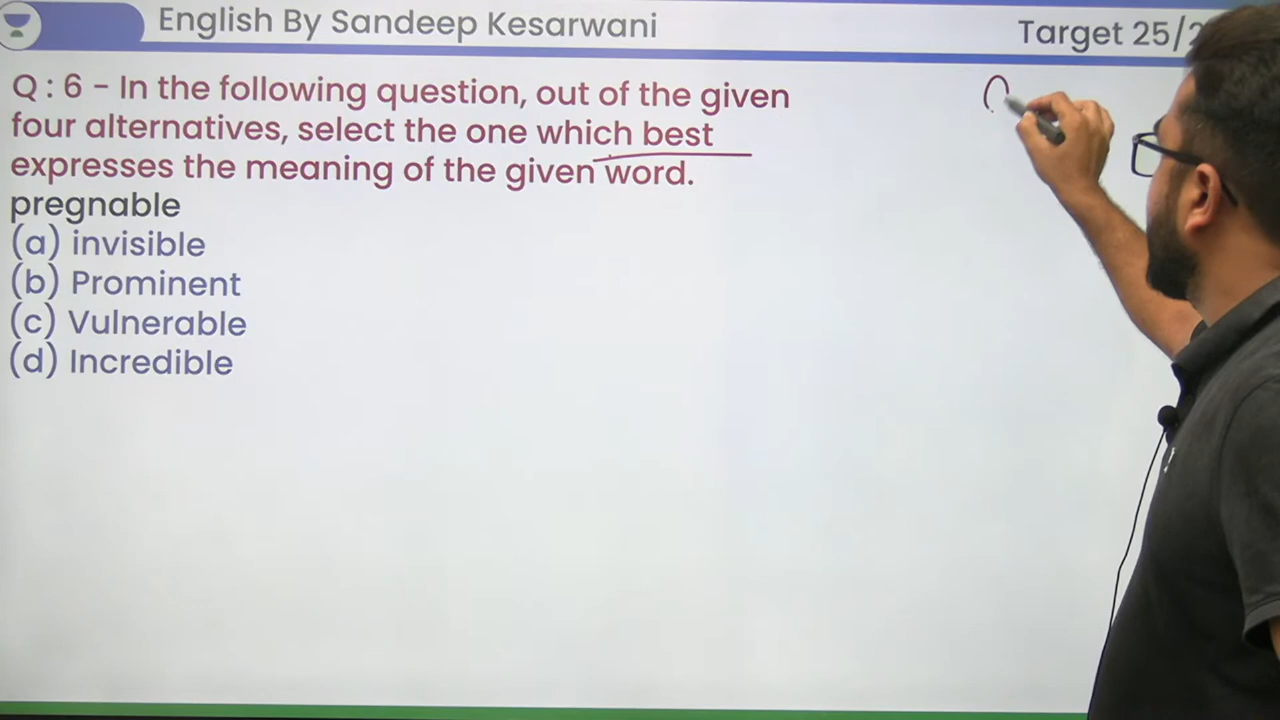 English By Sandeep Kesarwani
Target 25/2
Q : 6 - In the following question, out of the given
four alternatives, select the one which best
expresses the meaning of the given word.
pregnable
(a) invisible
(b) Prominent
(c) Vulnerable
(d) Incredible